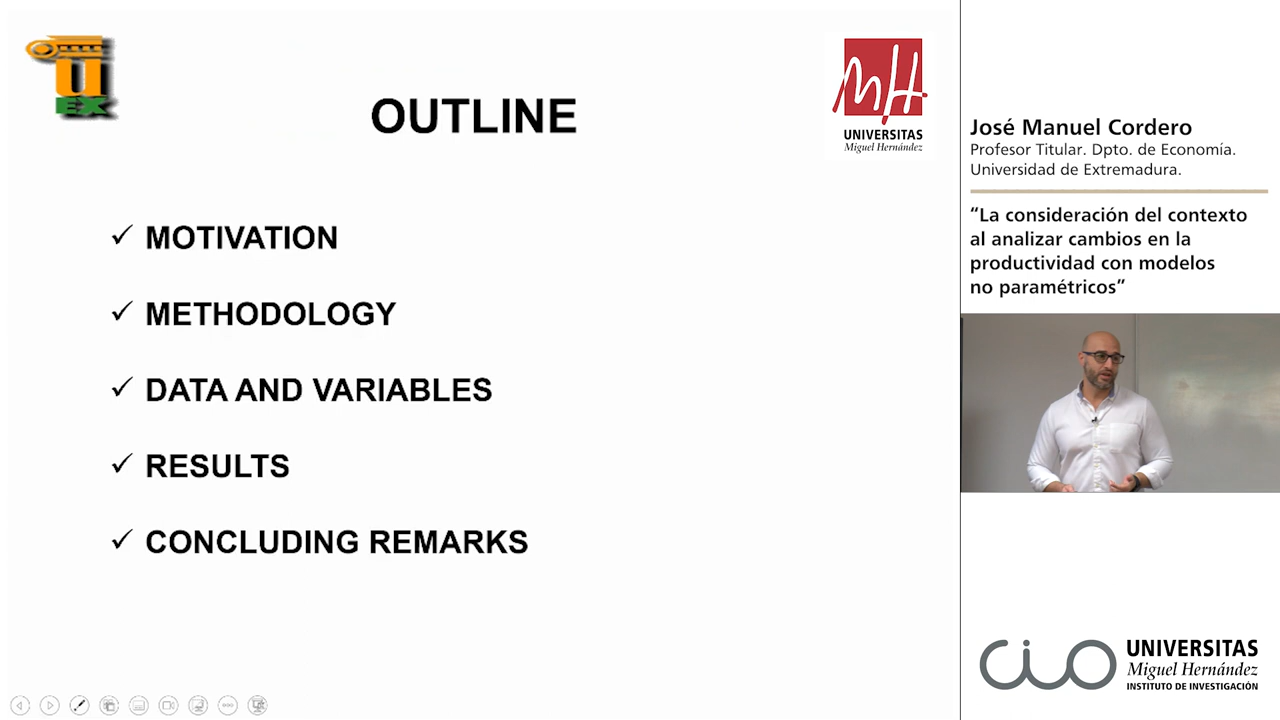 UEX
OUTLINE
MH
UNIVERSITAS
Miguel Hernández
✓ MOTIVATION
✓ METHODOLOGY
✓ DATA AND VARIABLES
✓ RESULTS
✓ CONCLUDING REMARKS
José Manuel Cordero
Profesor Titular. Dpto. de Economía.
Universidad de Extremadura.
“La consideración del contexto
al analizar cambios en la
productividad con modelos
no paramétricos”
CIO
UNIVERSITAS
Miguel Hernández
INSTITUTO DE INVESTIGACIÓN